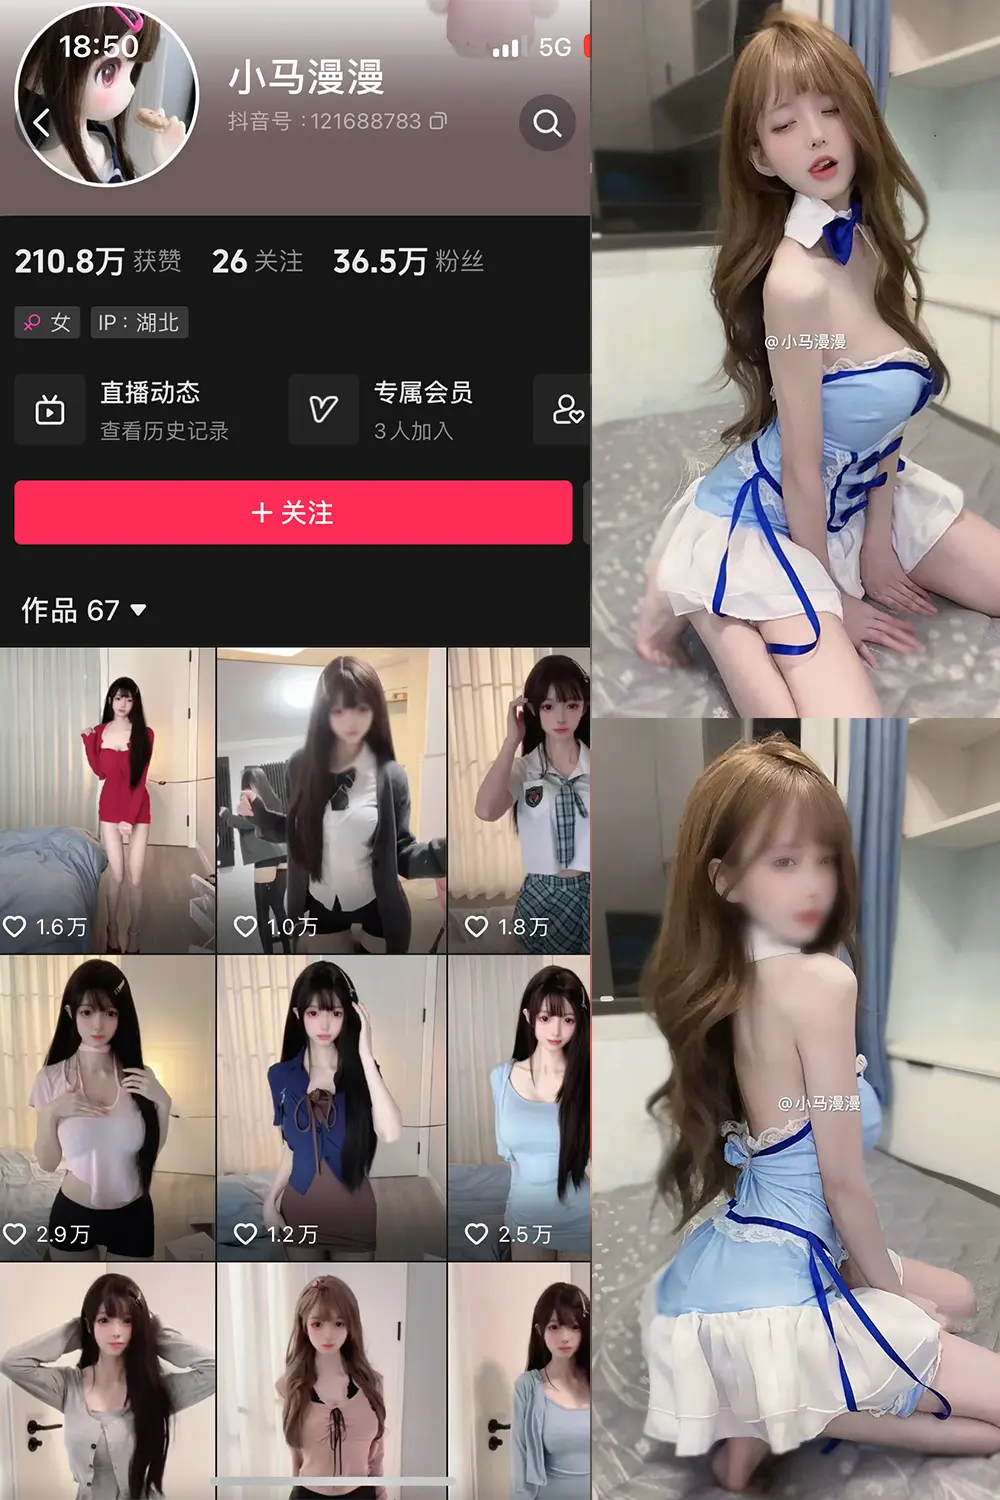 18:50
5G
小马漫漫
抖音号：121688783
210.8万 获赞 26 关注 36.5万 粉丝
女 IP：湖北
直播动态
查看历史记录
专属会员
3人加入
+ 关注
作品 67
1.6万
1.0万
1.8万
2.9万
1.2万
2.5万
@小马漫漫
@小马漫漫